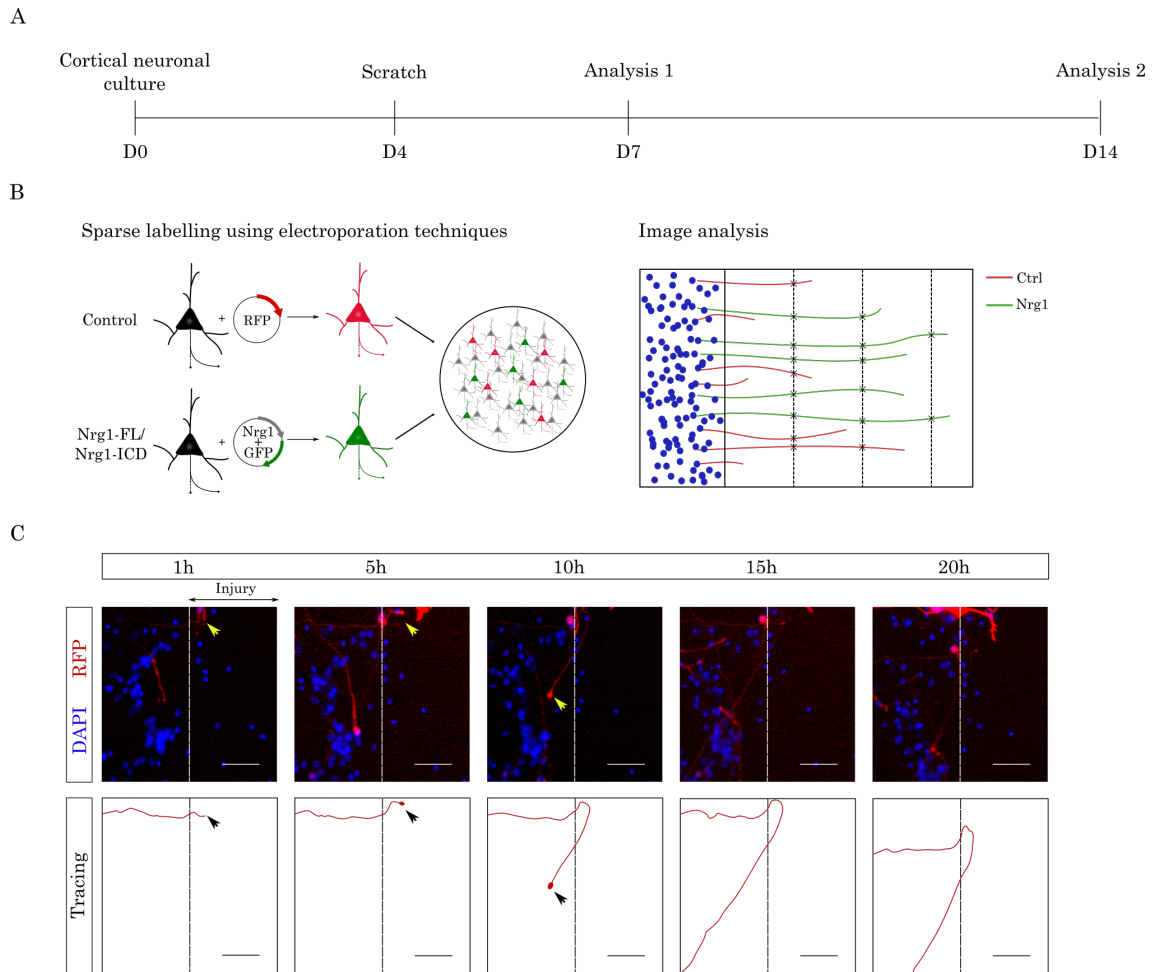 A
Cortical neuronal
culture
Scratch
Analysis 1
Analysis 2
D0
D4
D7
D14
B
Sparse labelling using electroporation techniques
Image analysis
Control
+
RFP
Nrg1-FL/
Nrg1-ICD
+
Nrg1
+
GFP
Ctrl
Nrg1
C
1h
5h
10h
15h
20h
Injury
DAPI RFP
Tracing